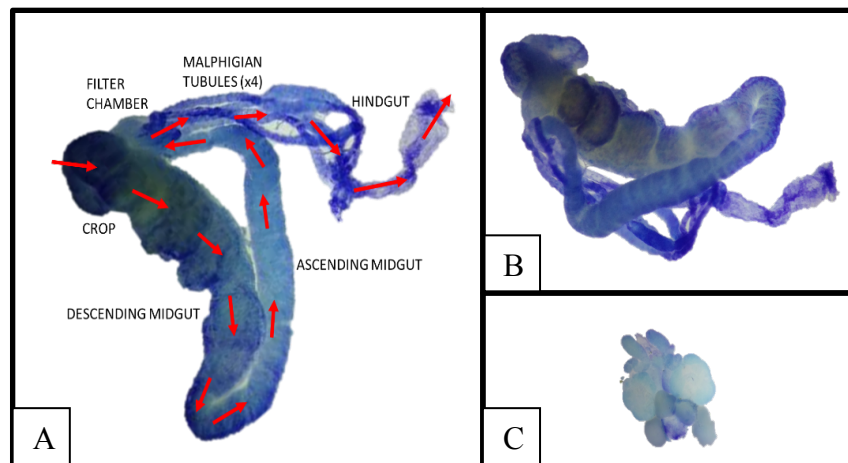 MALPHIGIAN
TUBULES (x4)
FILTER
CHAMBER
HINDGUT
CROP
ASCENDING MIDGUT
DESCENDING MIDGUT
A
B
C